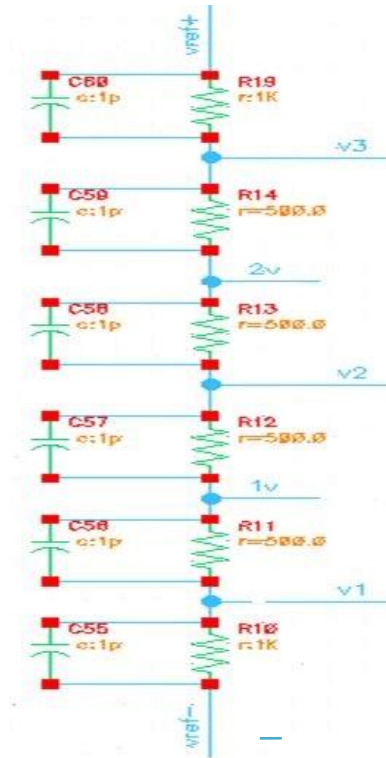 vref+
C60 R19
c:1p r:1K
v3
C59 R14
c:1p r=500.0
2v
C58 R13
c:1p r=500.0
v2
C57 R12
c:1p r=500.0
1v
C56 R11
c:1p r=500.0
v1
C55 R10
c:1p r:1K
vref-